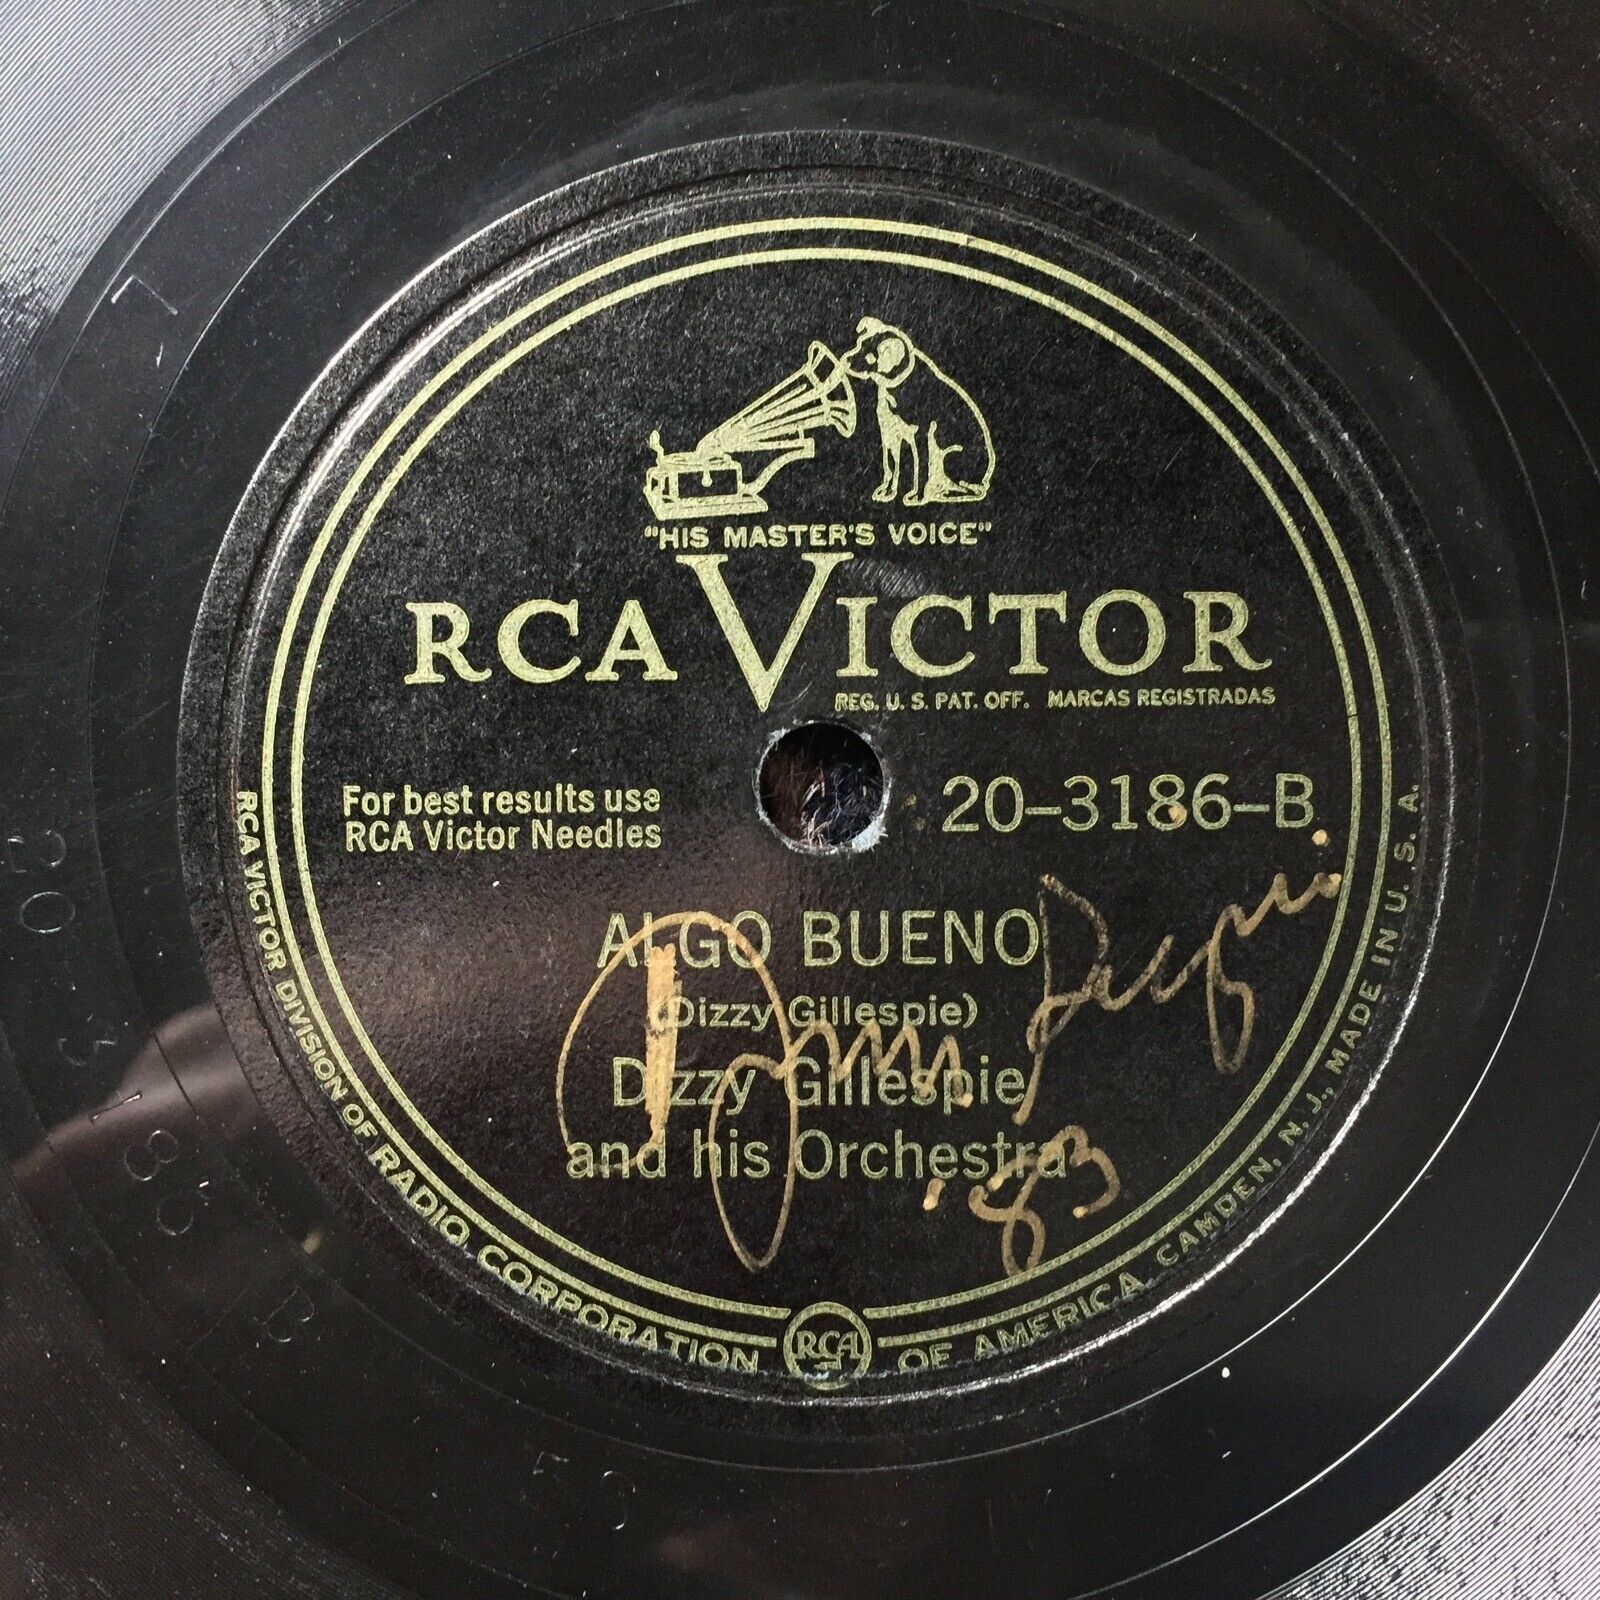 "HIS MASTER'S VOICE"
RCA VICTOR
REG. U. S. PAT. OFF. MARCAS REGISTRADAS
For best results use
RCA Victor Needles
20-3186-B
ALGO BUENO
(Dizzy Gillespie)
Dizzy Gillespie
and his Orchestra
'83
RCA VICTOR DIVISION OF RADIO CORPORATION OF AMERICA, CAMDEN, N. J., MADE IN U. S. A.
RCA